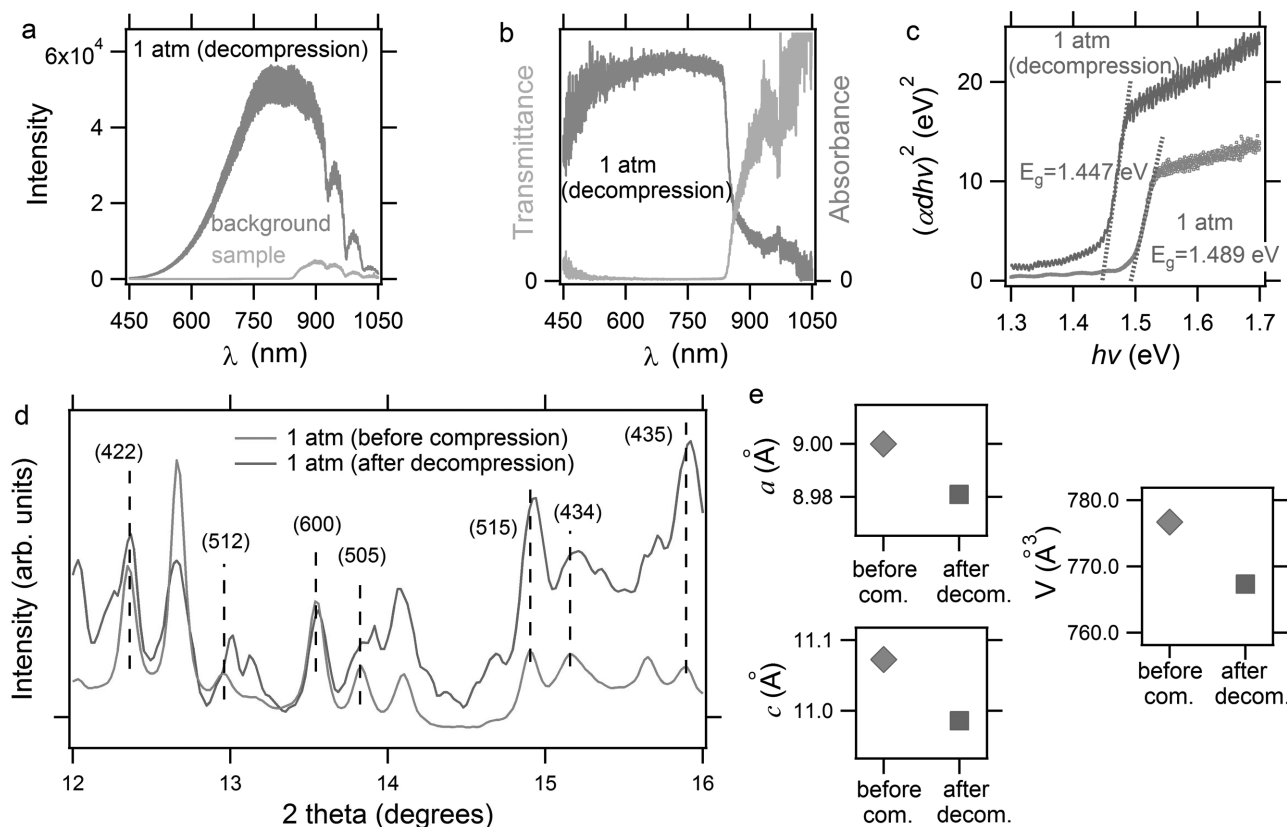 a
1 atm (decompression)
6x10⁴
4
2
0
Intensity
background
sample
450 600 750 900 1050
λ (nm)
b
Transmittance
Absorbance
1 atm
(decompression)
0
0
450 600 750 900 1050
λ (nm)
c
1 atm
(decompression)
(αdhν)² (eV)²
20
10
0
E_g=1.447 eV
1 atm
E_g=1.489 eV
1.3 1.4 1.5 1.6 1.7
hν (eV)
d
Intensity (arb. units)
1 atm (before compression)
1 atm (after decompression)
(422)
(512)
(600)
(505)
(515)
(434)
(435)
12 13 14 15 16
2 theta (degrees)
e
a (Å)
9.00
8.98
before after
com. decom.
c (Å)
11.1
11.0
before after
com. decom.
V (Å³)
780.0
770.0
760.0
before after
com. decom.